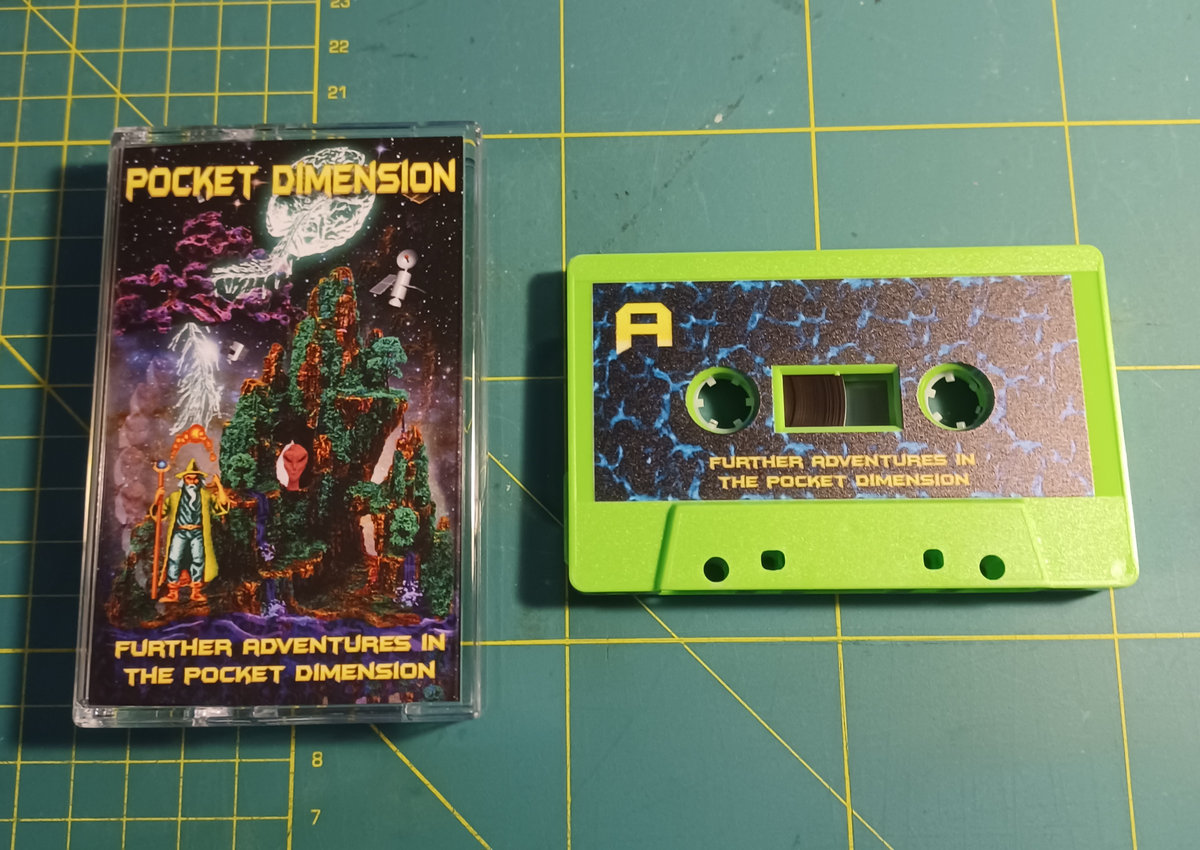 23
22
21
POCKET DIMENSION
FURTHER ADVENTURES IN
THE POCKET DIMENSION
A
FURTHER ADVENTURES IN
THE POCKET DIMENSION
8
7